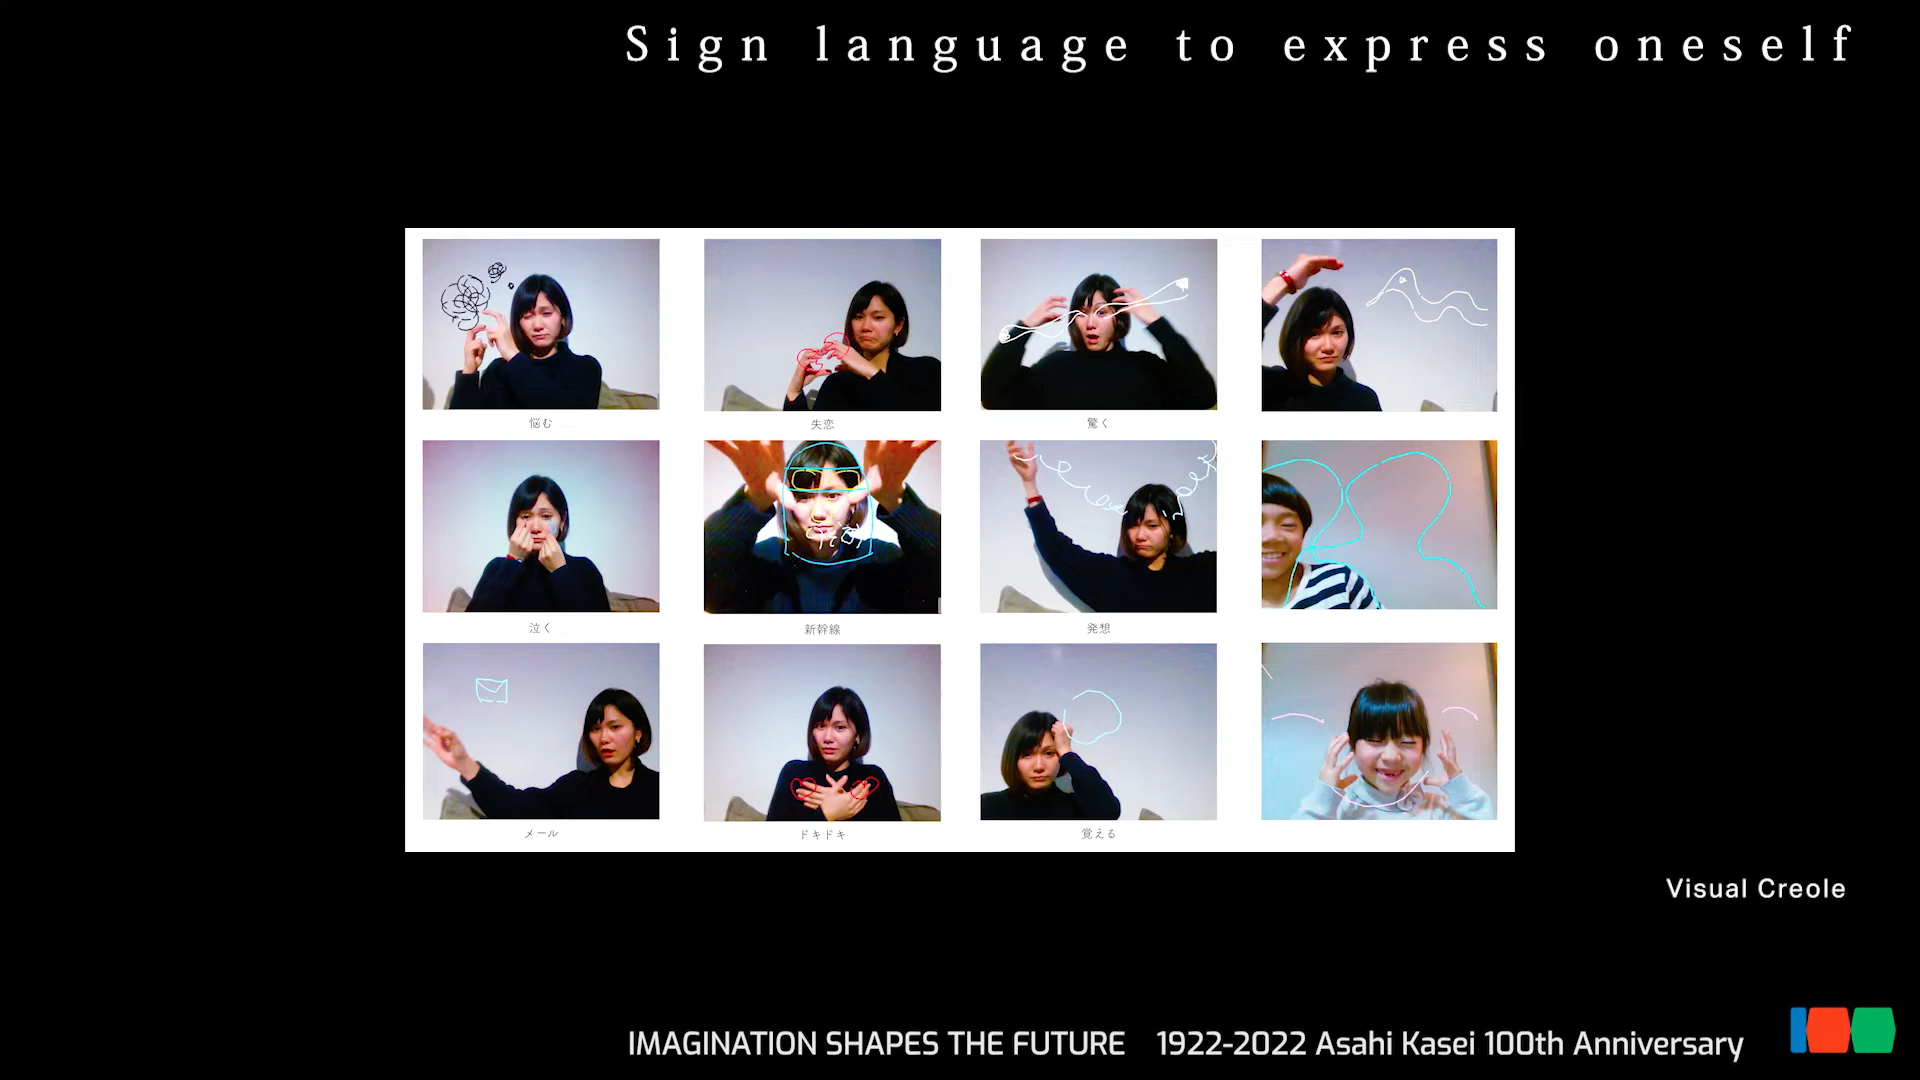 Sign language to express oneself
悩む
失恋
驚く
泣く
新幹線
発想
メール
ドキドキ
覚える
Visual Creole
IMAGINATION SHAPES THE FUTURE 1922-2022 Asahi Kasei 100th Anniversary